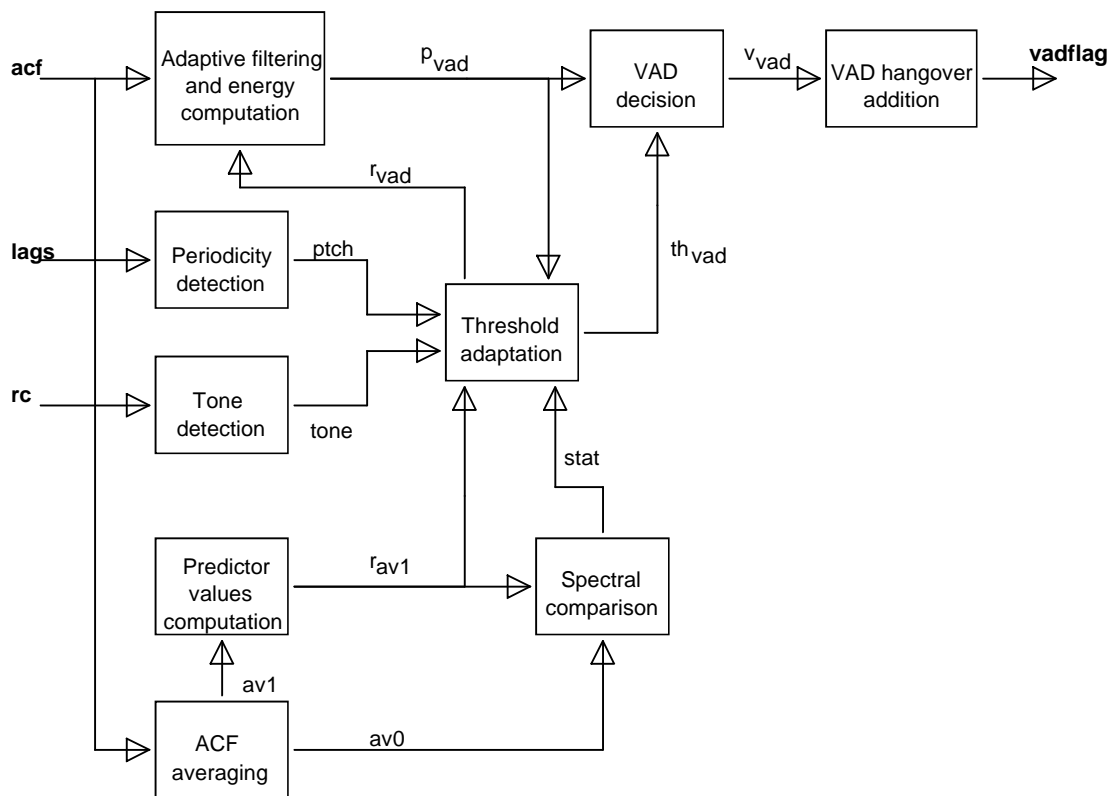 acf
Adaptive filtering
and energy
computation
pvad
VAD
decision
vvad
VAD hangover
addition
vadflag
rvad
lags
Periodicity
detection
ptch
thvad
Threshold
adaptation
rc
Tone
detection
tone
stat
Predictor
values
computation
rav1
Spectral
comparison
av1
ACF
averaging
av0